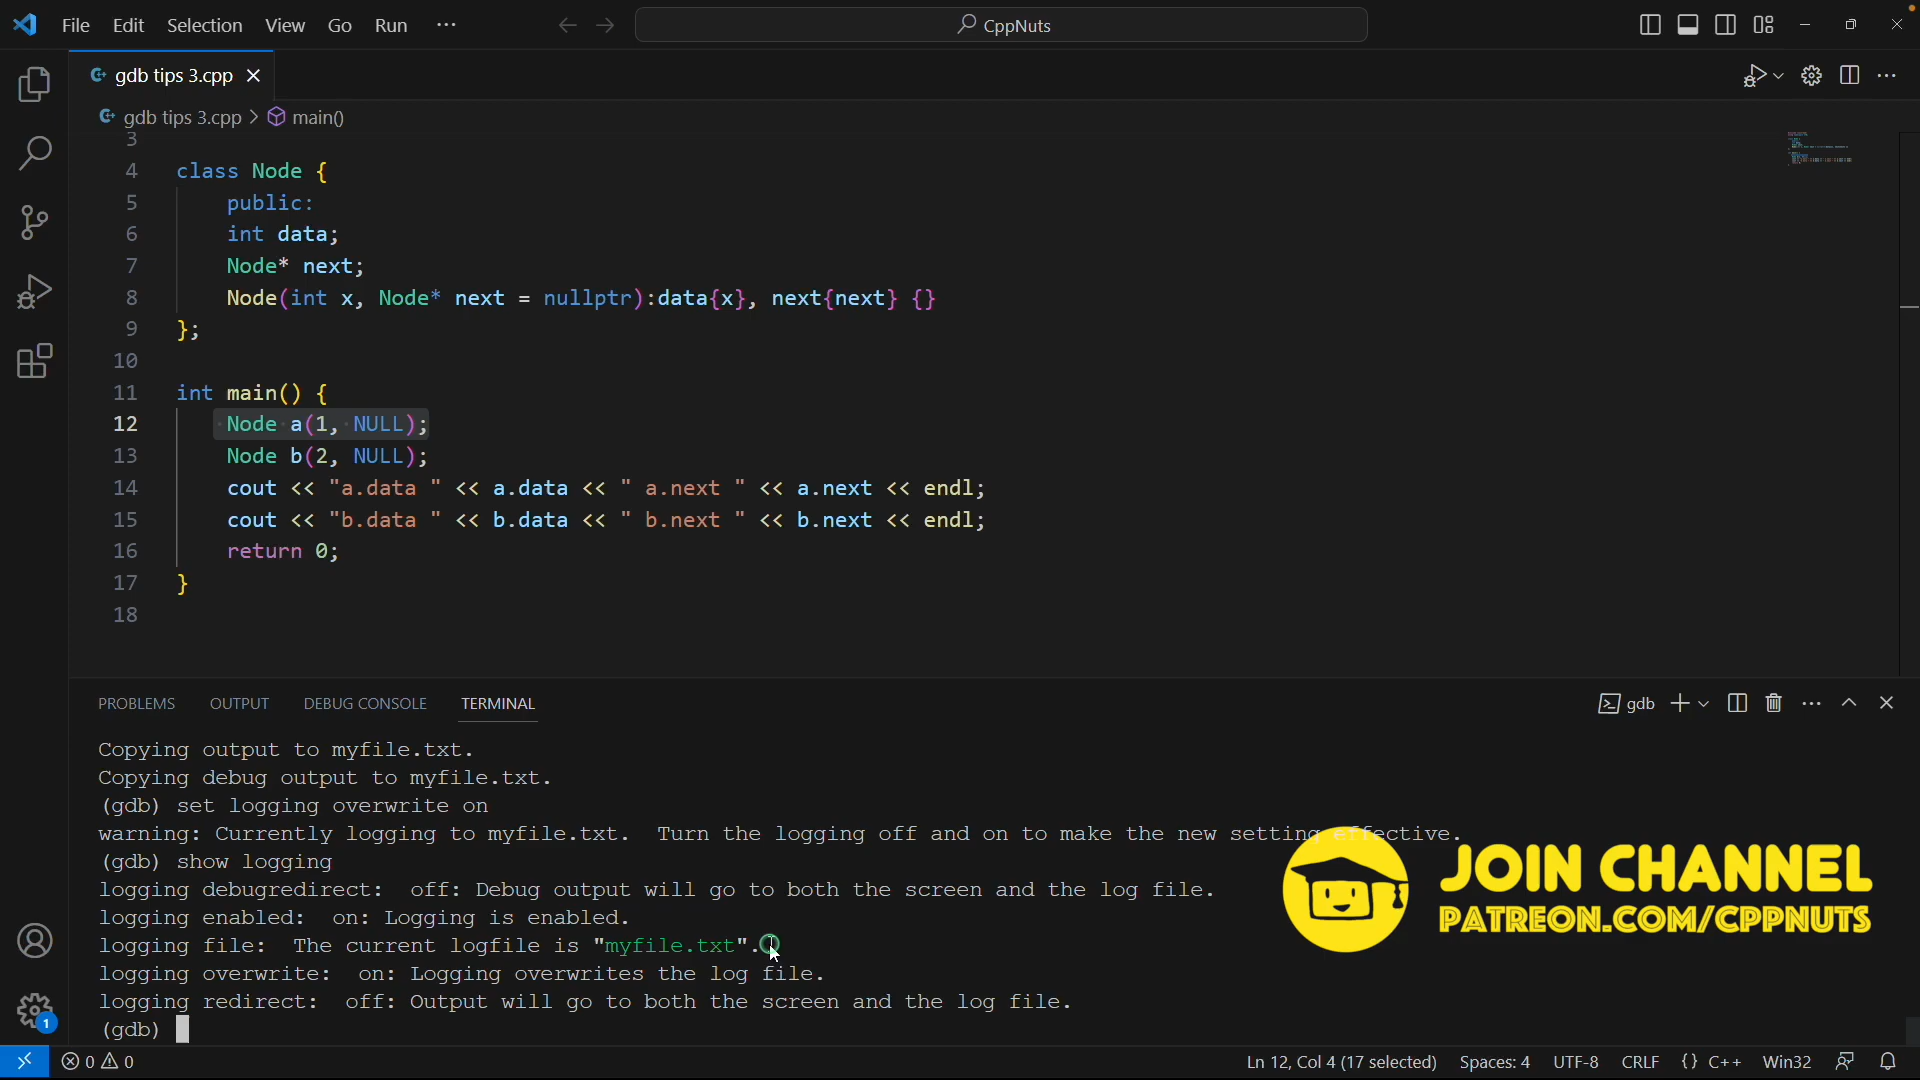 File Edit Selection View Go Run ··· CppNuts
gdb tips 3.cpp
gdb tips 3.cpp > main()
3
4 class Node {
5 public:
6 int data;
7 Node* next;
8 Node(int x, Node* next = nullptr):data{x}, next{next} {}
9 };
10
11 int main() {
12 Node a(1, NULL);
13 Node b(2, NULL);
14 cout << "a.data " << a.data << " a.next " << a.next << endl;
15 cout << "b.data " << b.data << " b.next " << b.next << endl;
16 return 0;
17 }
18
PROBLEMS OUTPUT DEBUG CONSOLE TERMINAL gdb
Copying output to myfile.txt.
Copying debug output to myfile.txt.
(gdb) set logging overwrite on
warning: Currently logging to myfile.txt.  Turn the logging off and on to make the new setting effective.
(gdb) show logging
logging debugredirect:  off: Debug output will go to both the screen and the log file.
logging enabled:  on: Logging is enabled.
logging file:  The current logfile is "myfile.txt".
logging overwrite:  on: Logging overwrites the log file.
logging redirect:  off: Output will go to both the screen and the log file.
(gdb)
JOIN CHANNEL
PATREON.COM/CPPNUTS
1
0 0 Ln 12, Col 4 (17 selected) Spaces: 4 UTF-8 CRLF {} C++ Win32